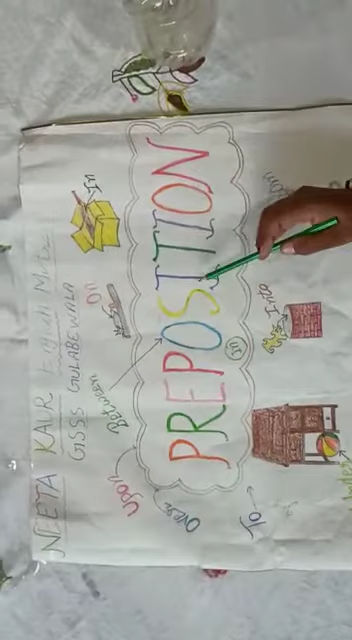 NEETA KAUR English Mistress
GSSS GULABEWALA
In
On
Between
Upon
Over
PREPOSITION
In
To
Into